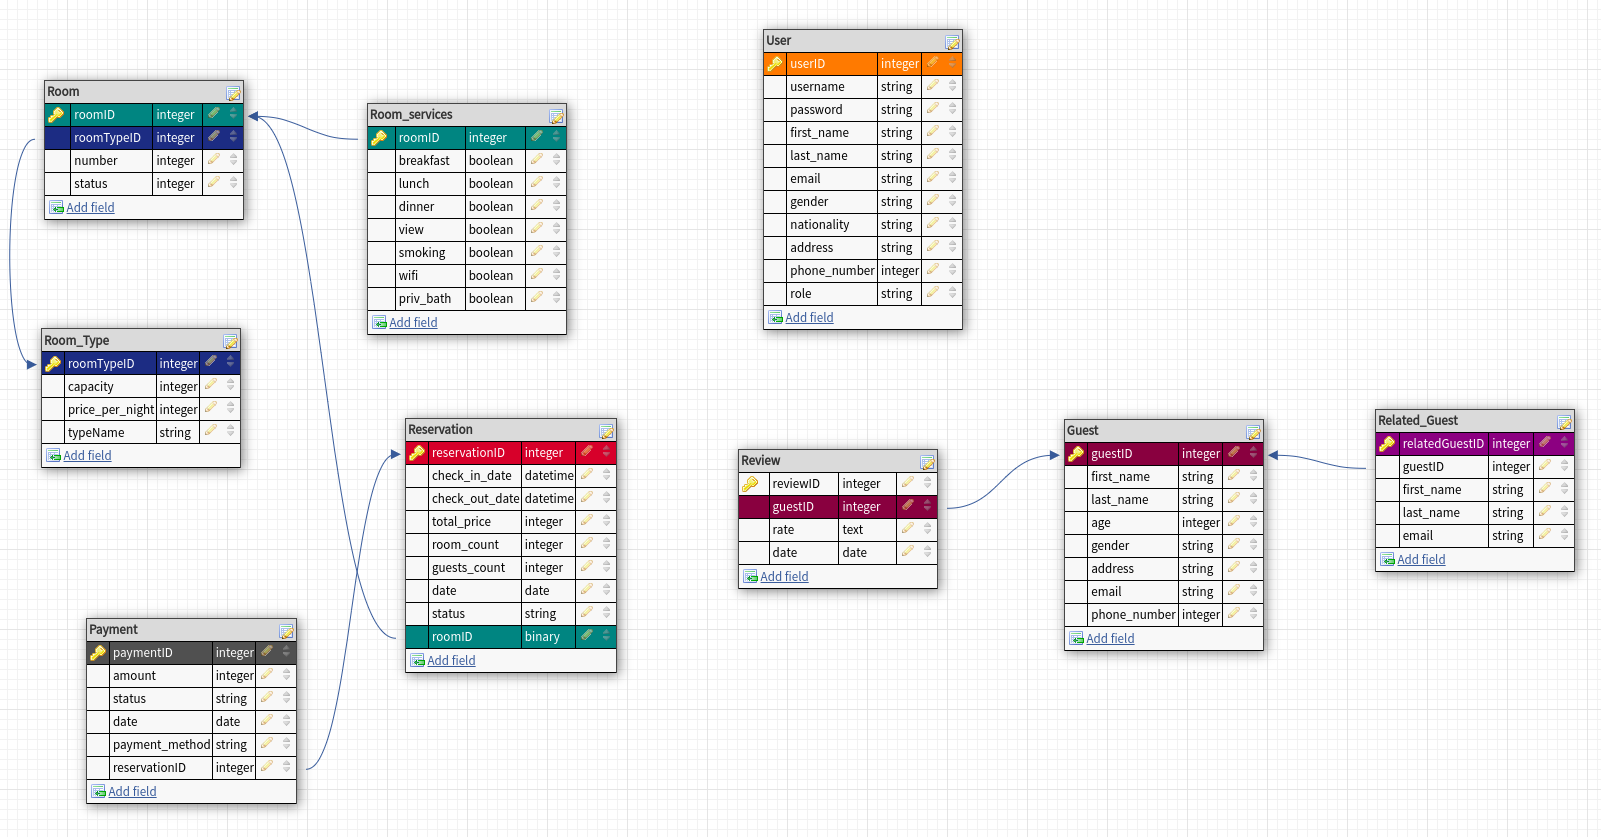 User
userID integer
username string
password string
first_name string
last_name string
email string
gender string
nationality string
address string
phone_number integer
role string
Add field
Room
roomID integer
roomTypeID integer
number integer
status integer
Add field
Room_services
roomID integer
breakfast boolean
lunch boolean
dinner boolean
view boolean
smoking boolean
wifi boolean
priv_bath boolean
Add field
Room_Type
roomTypeID integer
capacity integer
price_per_night integer
typeName string
Add field
Reservation
reservationID integer
check_in_date datetime
check_out_date datetime
total_price integer
room_count integer
guests_count integer
date date
status string
roomID binary
Add field
Review
reviewID integer
guestID integer
rate text
date date
Add field
Guest
guestID integer
first_name string
last_name string
age integer
gender string
address string
email string
phone_number integer
Add field
Related_Guest
relatedGuestID integer
guestID integer
first_name string
last_name string
email string
Add field
Payment
paymentID integer
amount integer
status string
date date
payment_method string
reservationID integer
Add field